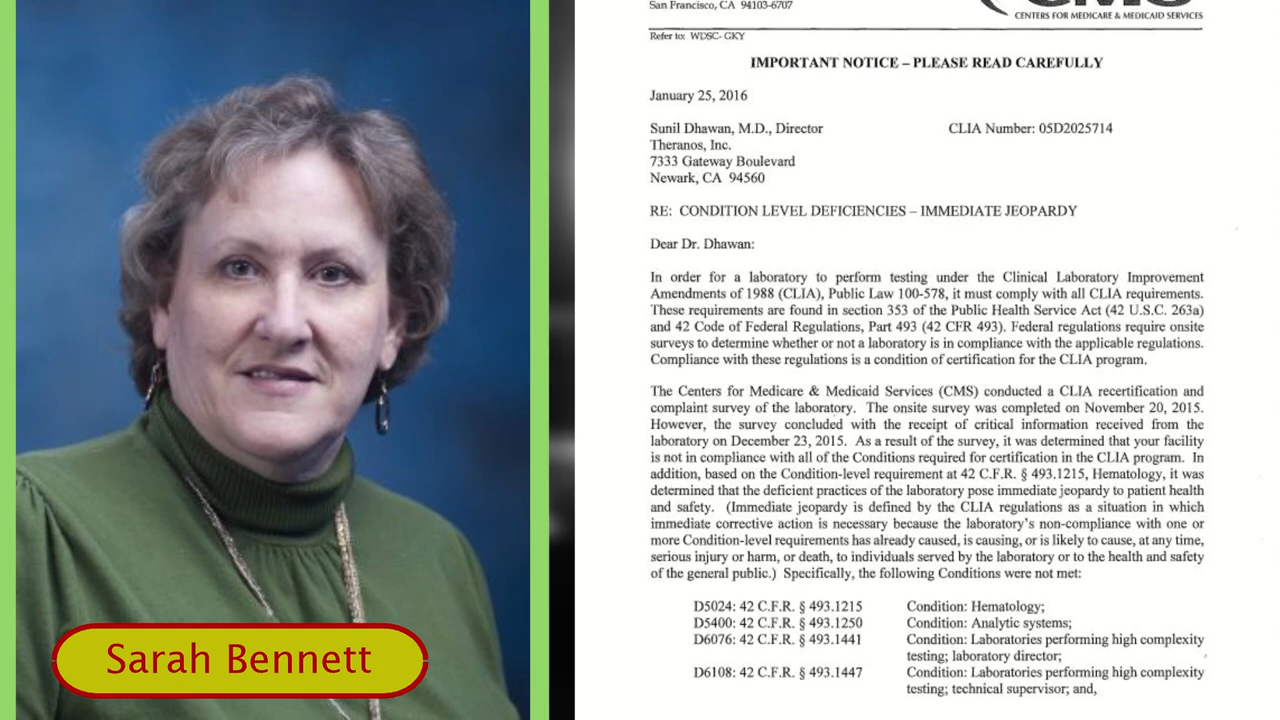 Sarah Bennett
San Francisco, CA 94103-6707
CENTERS FOR MEDICARE & MEDICAID SERVICES
Refer to: WDSC- GKY
IMPORTANT NOTICE – PLEASE READ CAREFULLY
January 25, 2016
Sunil Dhawan, M.D., Director CLIA Number: 05D2025714
Theranos, Inc.
7333 Gateway Boulevard
Newark, CA 94560
RE: CONDITION LEVEL DEFICIENCIES – IMMEDIATE JEOPARDY
Dear Dr. Dhawan:
In order for a laboratory to perform testing under the Clinical Laboratory Improvement
Amendments of 1988 (CLIA), Public Law 100-578, it must comply with all CLIA requirements.
These requirements are found in section 353 of the Public Health Service Act (42 U.S.C. 263a)
and 42 Code of Federal Regulations, Part 493 (42 CFR 493). Federal regulations require onsite
surveys to determine whether or not a laboratory is in compliance with the applicable regulations.
Compliance with these regulations is a condition of certification for the CLIA program.
The Centers for Medicare & Medicaid Services (CMS) conducted a CLIA recertification and
complaint survey of the laboratory. The onsite survey was completed on November 20, 2015.
However, the survey concluded with the receipt of critical information received from the
laboratory on December 23, 2015. As a result of the survey, it was determined that your facility
is not in compliance with all of the Conditions required for certification in the CLIA program. In
addition, based on the Condition-level requirement at 42 C.F.R. § 493.1215, Hematology, it was
determined that the deficient practices of the laboratory pose immediate jeopardy to patient health
and safety. (Immediate jeopardy is defined by the CLIA regulations as a situation in which
immediate corrective action is necessary because the laboratory's non-compliance with one or
more Condition-level requirements has already caused, is causing, or is likely to cause, at any time,
serious injury or harm, or death, to individuals served by the laboratory or to the health and safety
of the general public.) Specifically, the following Conditions were not met:
D5024: 42 C.F.R. § 493.1215 Condition: Hematology;
D5400: 42 C.F.R. § 493.1250 Condition: Analytic systems;
D6076: 42 C.F.R. § 493.1441 Condition: Laboratories performing high complexity
testing; laboratory director;
D6108: 42 C.F.R. § 493.1447 Condition: Laboratories performing high complexity
testing; technical supervisor; and,